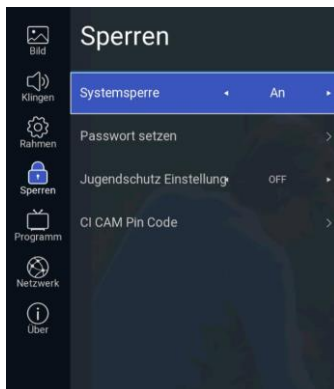 Sperren
Bild
Klingen
Rahmen
Sperren
Programm
Netzwerk
Über
Systemsperre An
Passwort setzen
Jugendschutz Einstellung OFF
CI CAM Pin Code